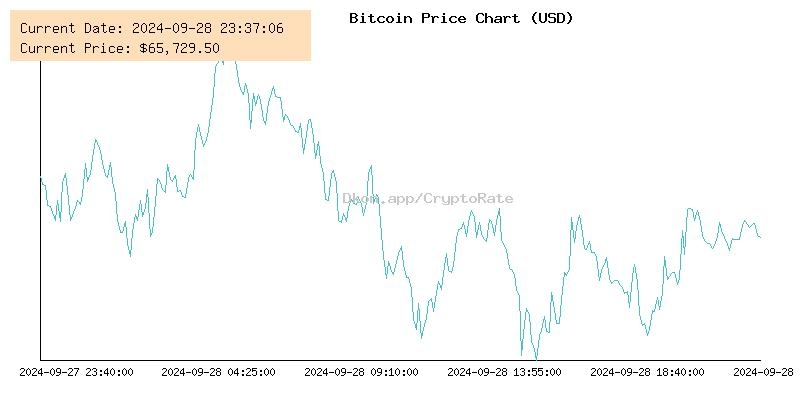 Bitcoin Price Chart (USD)
Current Date: 2024-09-28 23:37:06
Current Price: $65,729.50
Dkon.app/CryptoRate
2024-09-27 23:40:00 2024-09-28 04:25:00 2024-09-28 09:10:00 2024-09-28 13:55:00 2024-09-28 18:40:00 2024-09-28